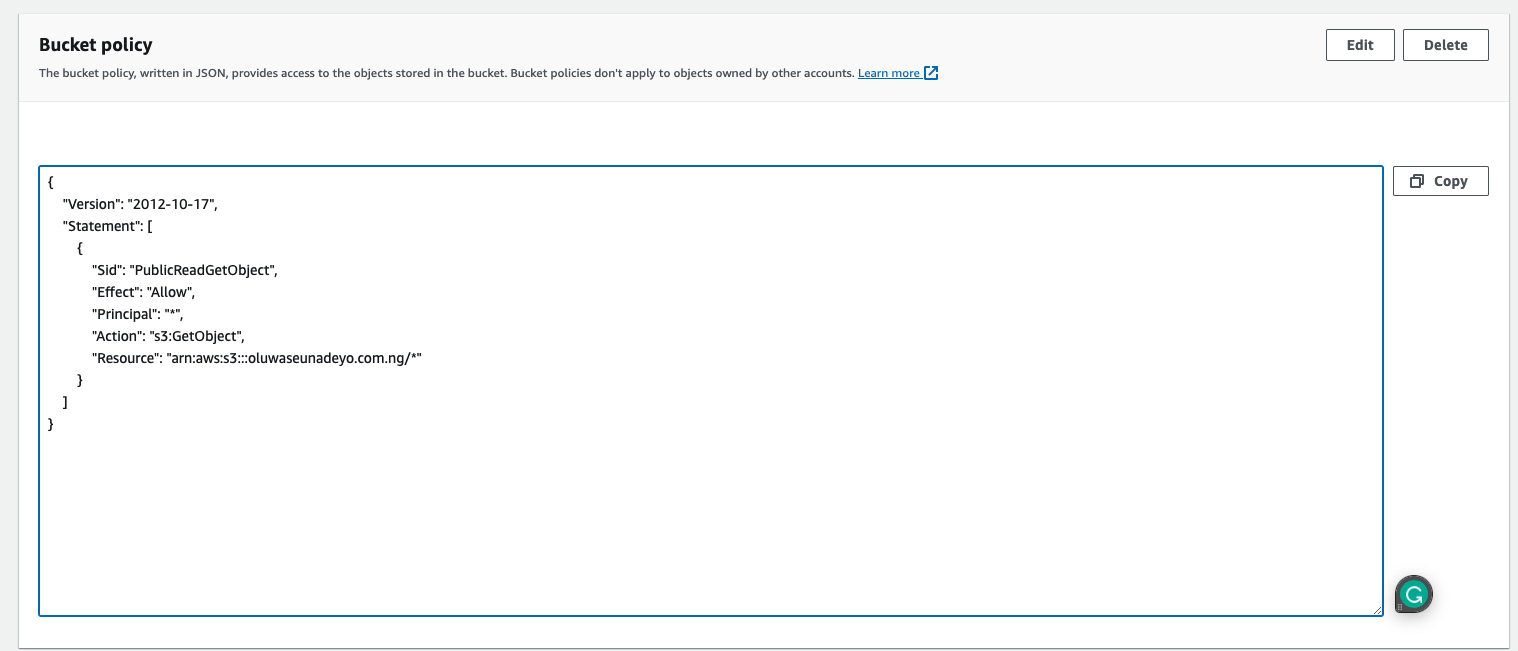 Bucket policy
Edit
Delete
The bucket policy, written in JSON, provides access to the objects stored in the bucket. Bucket policies don't apply to objects owned by other accounts. Learn more
Copy
{
    "Version": "2012-10-17",
    "Statement": [
        {
            "Sid": "PublicReadGetObject",
            "Effect": "Allow",
            "Principal": "*",
            "Action": "s3:GetObject",
            "Resource": "arn:aws:s3:::oluwaseunadeyo.com.ng/*"
        }
    ]
}